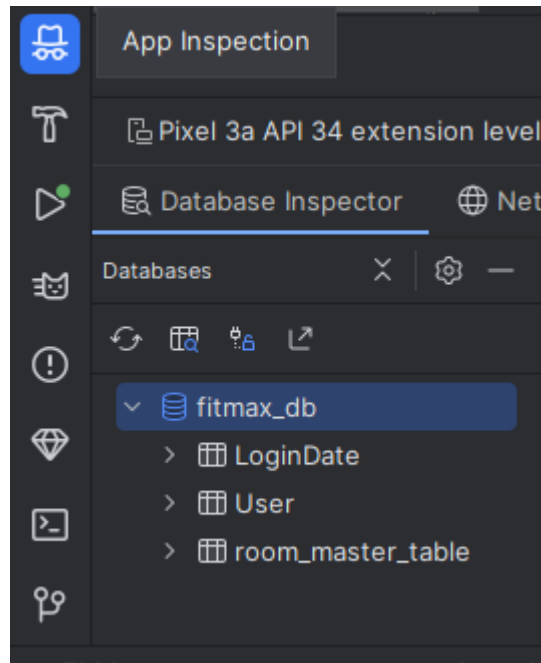 App Inspection
Pixel 3a API 34 extension level
Database Inspector Net
Databases
fitmax_db
LoginDate
User
room_master_table